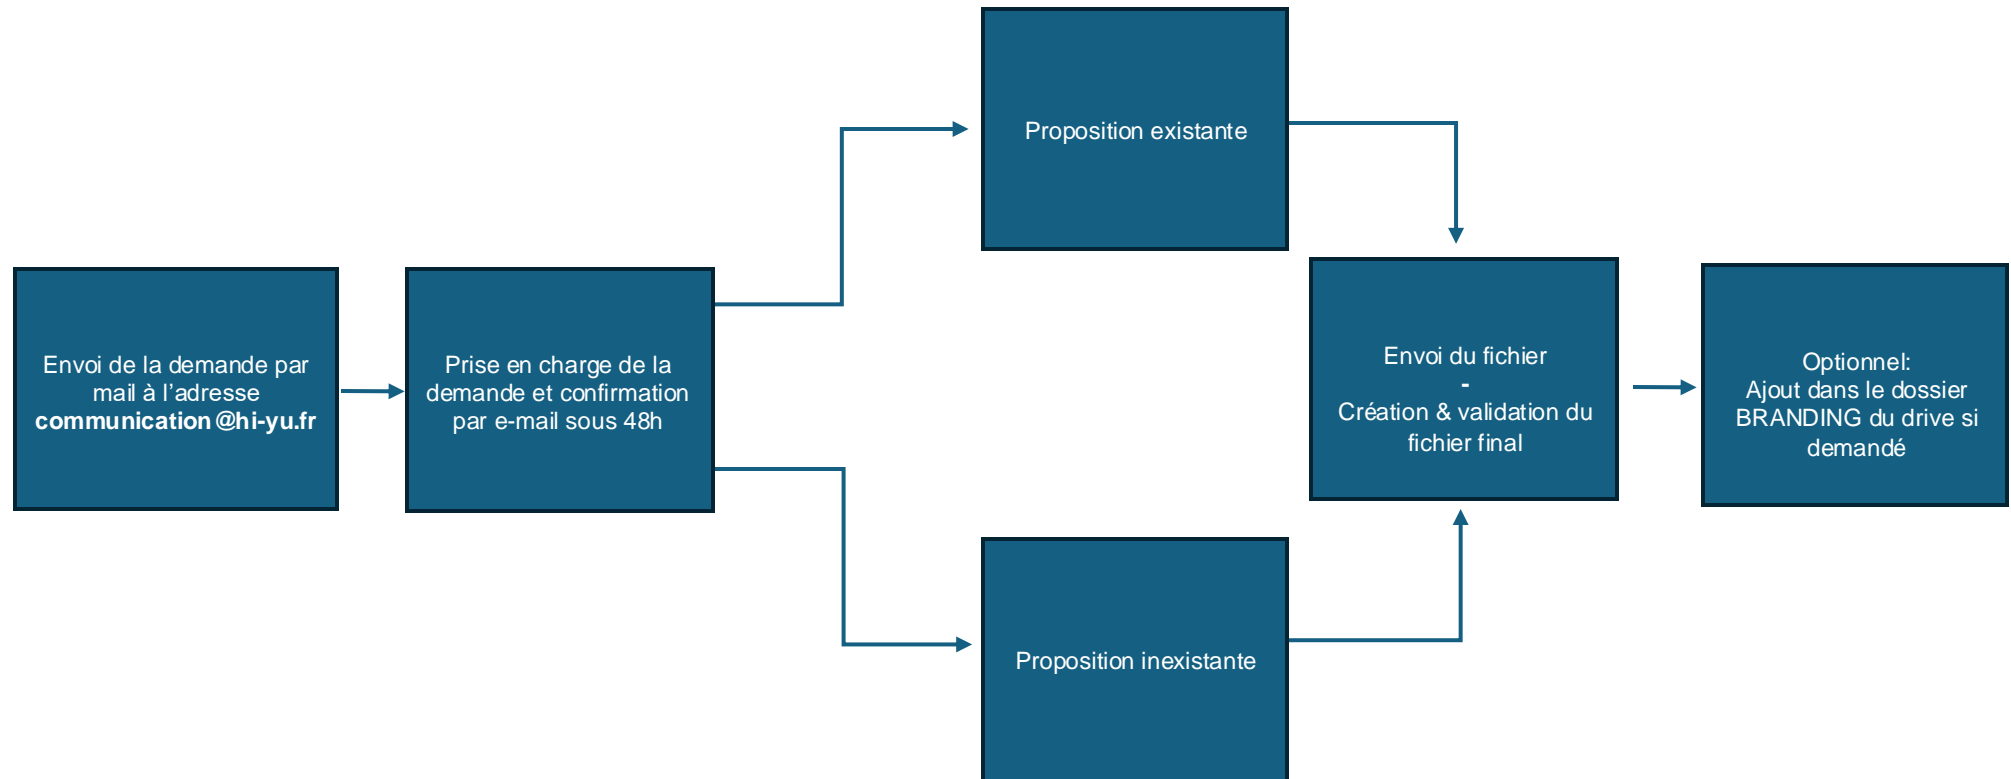 Envoi de la demande par
mail à l’adresse
communication@hi-yu.fr
Prise en charge de la
demande et confirmation
par e-mail sous 48h
Proposition existante
Proposition inexistante
Envoi du fichier
-
Création & validation du
fichier final
Optionnel:
Ajout dans le dossier
BRANDING du drive si
demandé